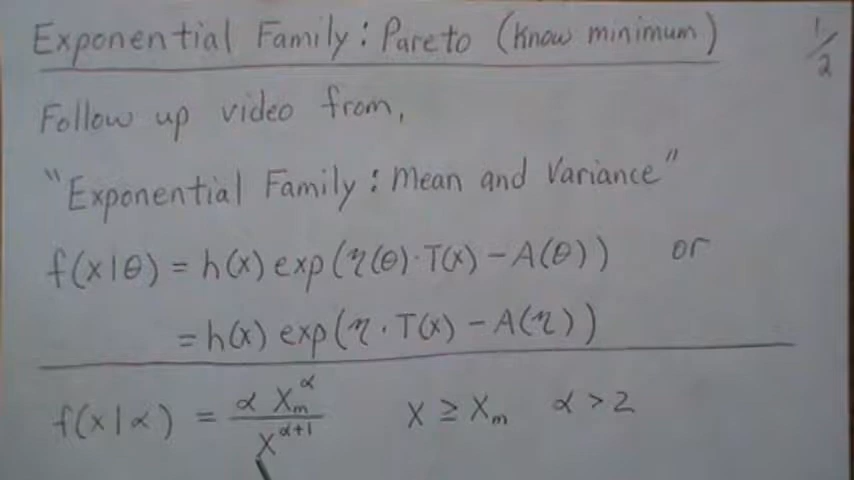 Exponential Family: Pareto (Know minimum) 1/2
Follow up video from,
"Exponential Family: Mean and Variance"
f(x|θ) = h(x) exp(η(θ)·T(x) − A(θ)) or
= h(x) exp(η · T(x) − A(η))
f(x|α) = α X_m^α / X^(α+1) X ≥ X_m α > 2